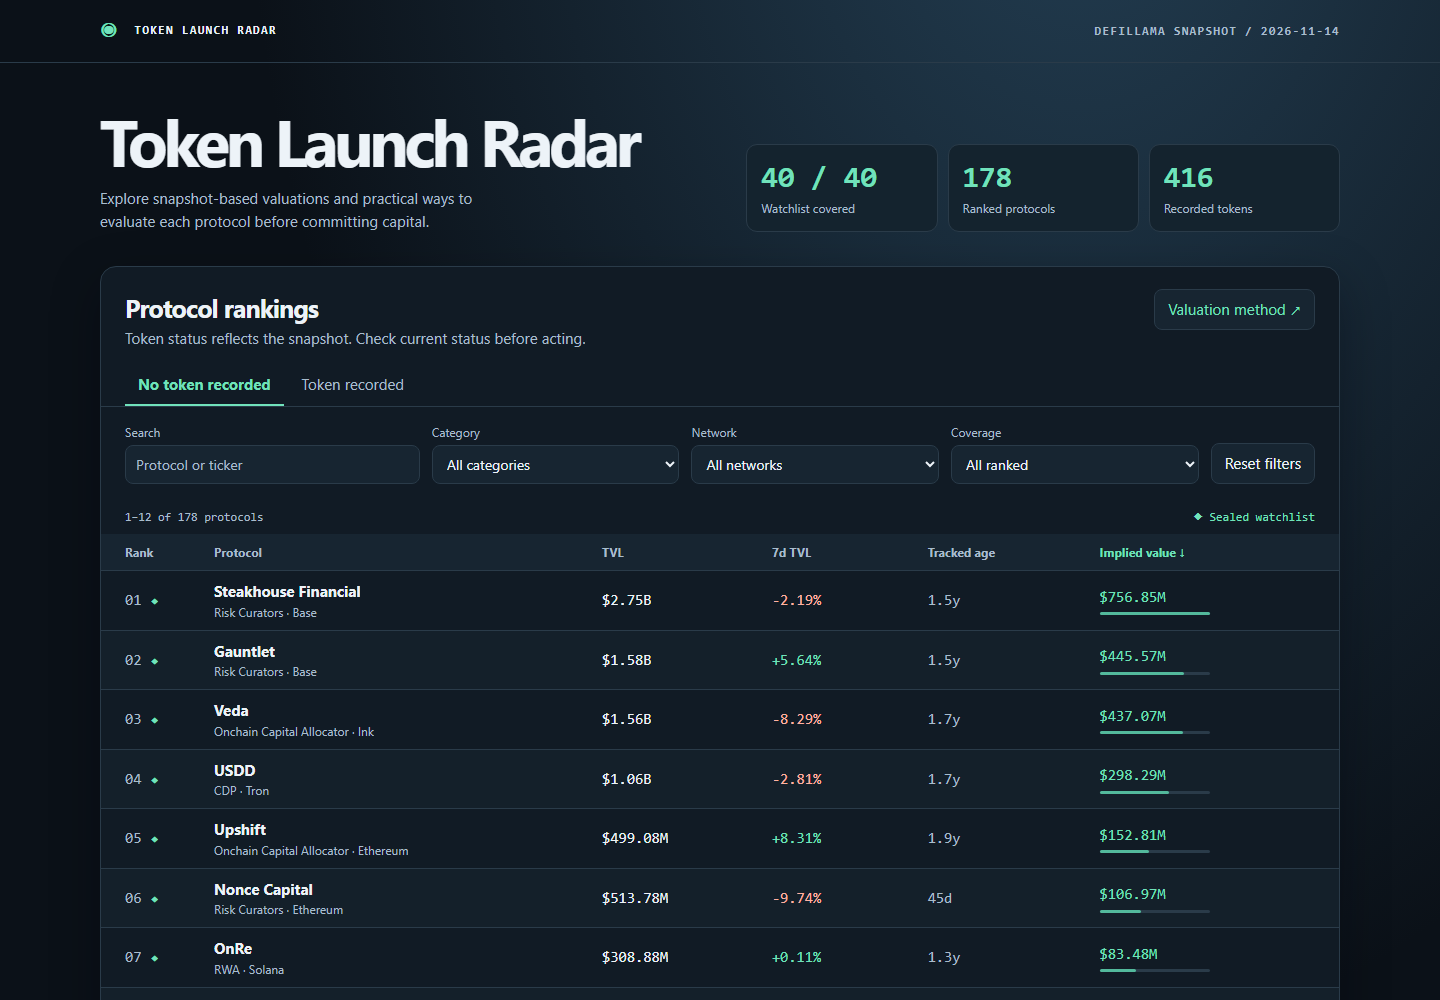 TOKEN LAUNCH RADAR
DEFILLAMA SNAPSHOT / 2026-11-14
Token Launch Radar
Explore snapshot-based valuations and practical ways to
evaluate each protocol before committing capital.
40 / 40
Watchlist covered
178
Ranked protocols
416
Recorded tokens
Protocol rankings
Token status reflects the snapshot. Check current status before acting.
Valuation method ↗
No token recorded
Token recorded
Search
Category
Network
Coverage
Protocol or ticker
All categories
All networks
All ranked
Reset filters
1–12 of 178 protocols
◆ Sealed watchlist
Rank Protocol TVL 7d TVL Tracked age Implied value ↓
01 ◆ Steakhouse Financial $2.75B -2.19% 1.5y $756.85M
Risk Curators · Base
02 ◆ Gauntlet $1.58B +5.64% 1.5y $445.57M
Risk Curators · Base
03 ◆ Veda $1.56B -8.29% 1.7y $437.07M
Onchain Capital Allocator · Ink
04 ◆ USDD $1.06B -2.81% 1.7y $298.29M
CDP · Tron
05 ◆ Upshift $499.08M +8.31% 1.9y $152.81M
Onchain Capital Allocator · Ethereum
06 ◆ Nonce Capital $513.78M -9.74% 45d $106.97M
Risk Curators · Ethereum
07 ◆ OnRe $308.88M +0.11% 1.3y $83.48M
RWA · Solana